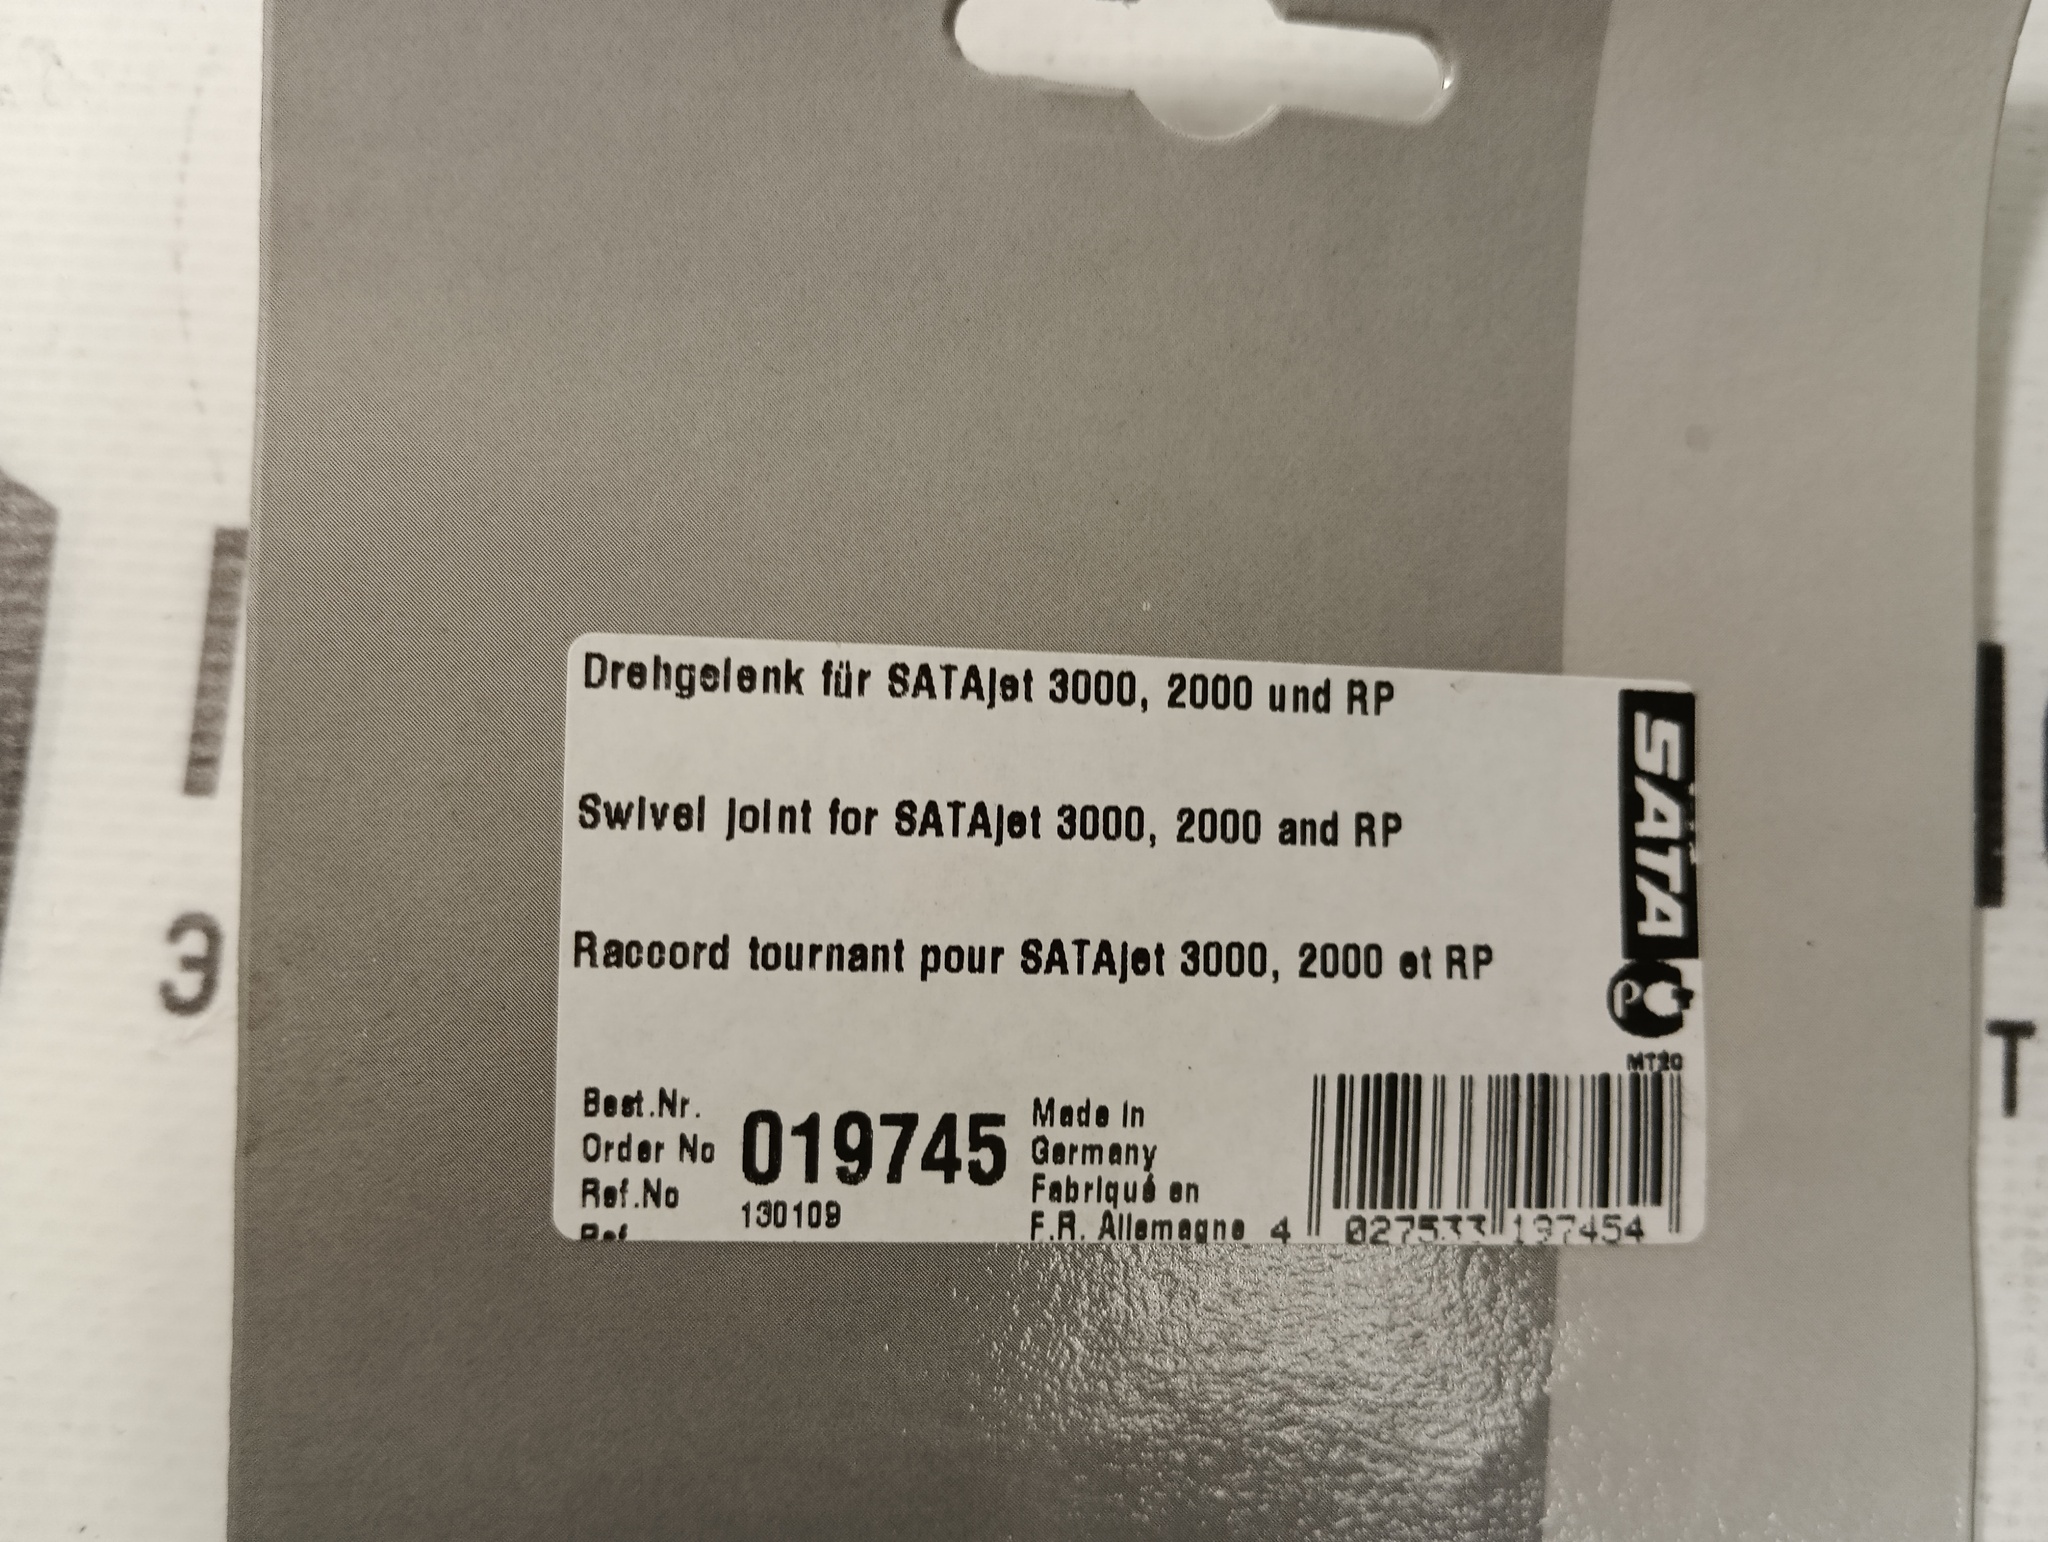 Drehgelenk für SATAjet 3000, 2000 und RP
Swivel joint for SATAjet 3000, 2000 and RP
Raccord tournant pour SATAjet 3000, 2000 et RP
SATA
MT20
Best.Nr.
Order No
Ref.No
Ref
019745
130109
Made in
Germany
Fabriqué en
F.R. Allemagne
4 027533 197454
3
T